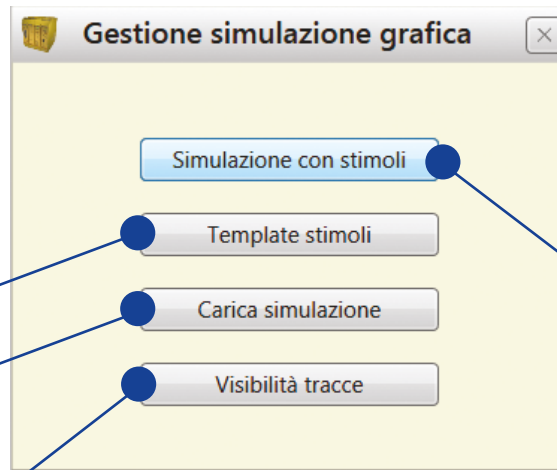 Gestione simulazione grafica
Simulazione con stimoli
Template stimoli
Carica simulazione
Visibilità tracce